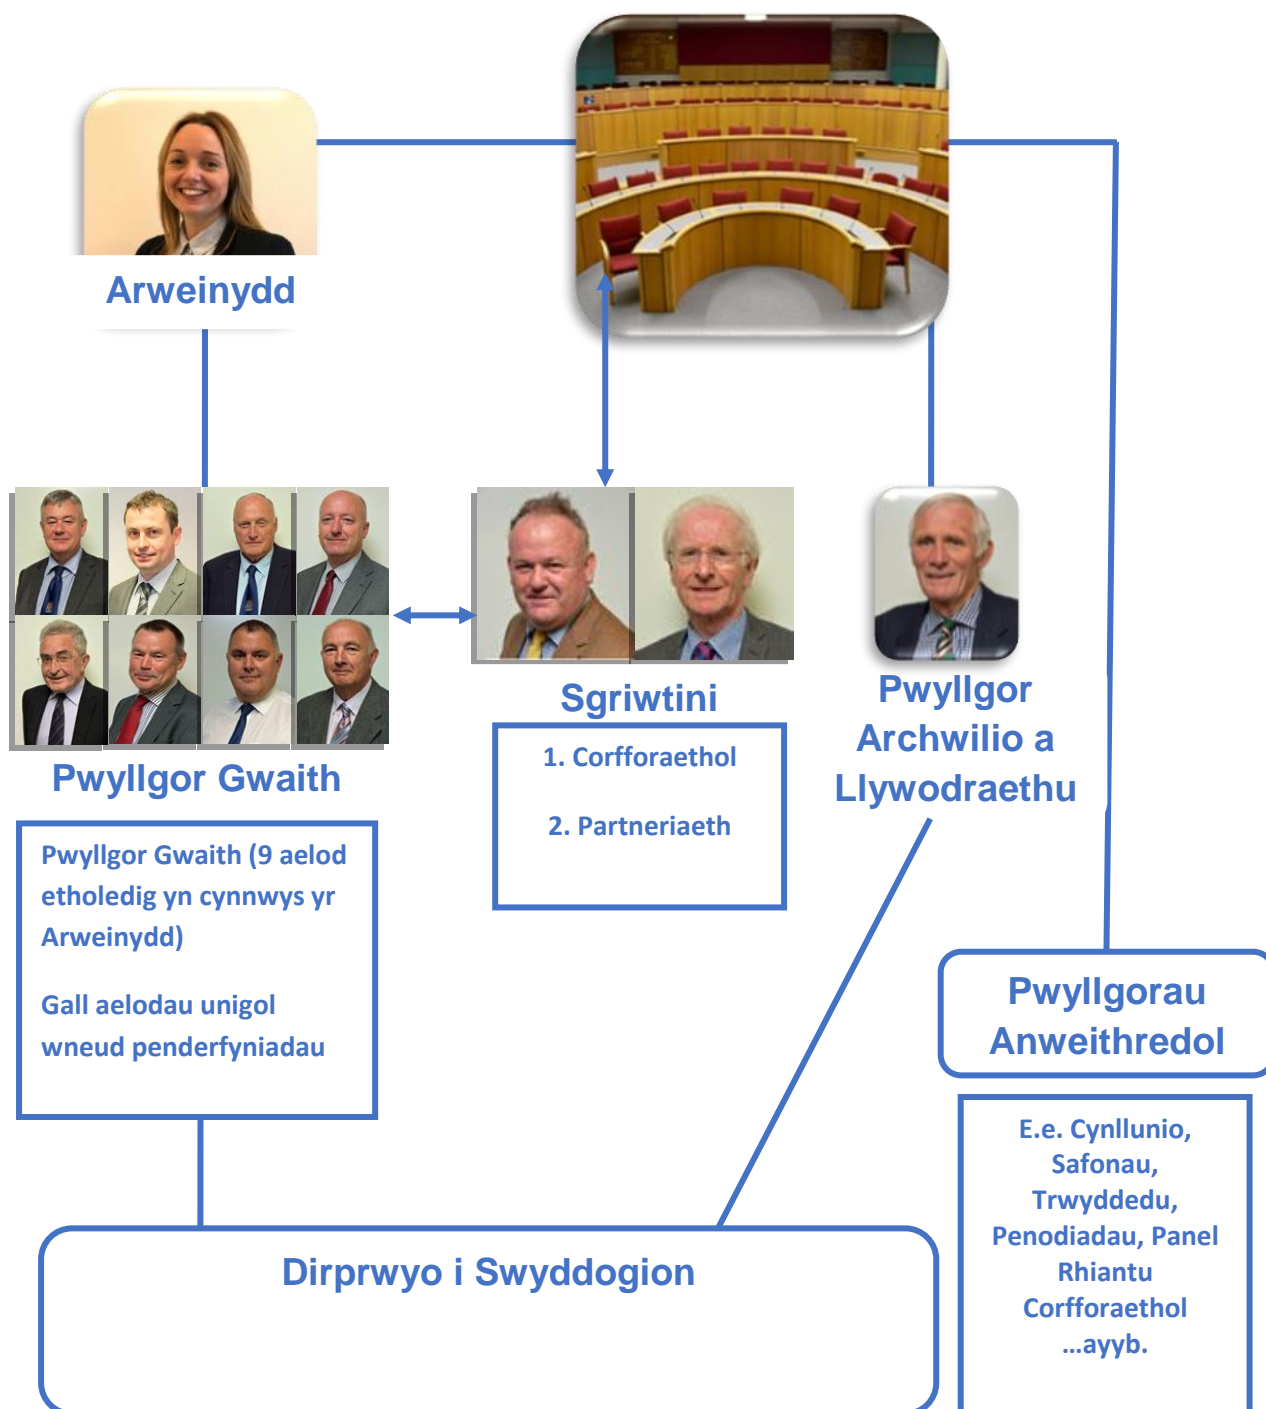 Arweinydd
Pwyllgor Gwaith
Pwyllgor Gwaith (9 aelod
etholedig yn cynnwys yr
Arweinydd)
Gall aelodau unigol
wneud penderfyniadau
Sgriwtini
1. Corfforaethol
2. Partneriaeth
Pwyllgor
Archwilio a
Llywodraethu
Pwyllgorau
Anweithredol
E.e. Cynllunio,
Safonau,
Trwyddedu,
Penodiadau, Panel
Rhiantu
Corfforaethol
...ayyb.
Dirprwyo i Swyddogion